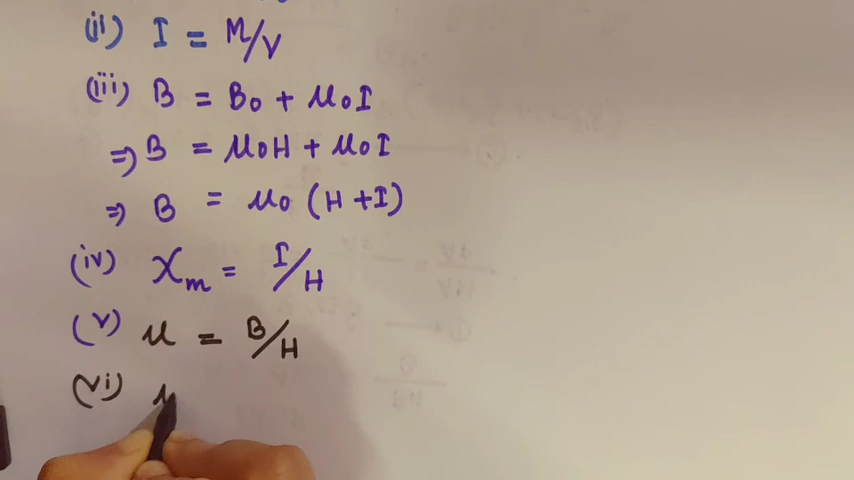 (ii) I = M/V
(iii) B = B₀ + μ₀I
⇒ B = μ₀H + μ₀I
⇒ B = μ₀ (H + I)
(iv) χm = I/H
(v) μ = B/H
(vi) μ